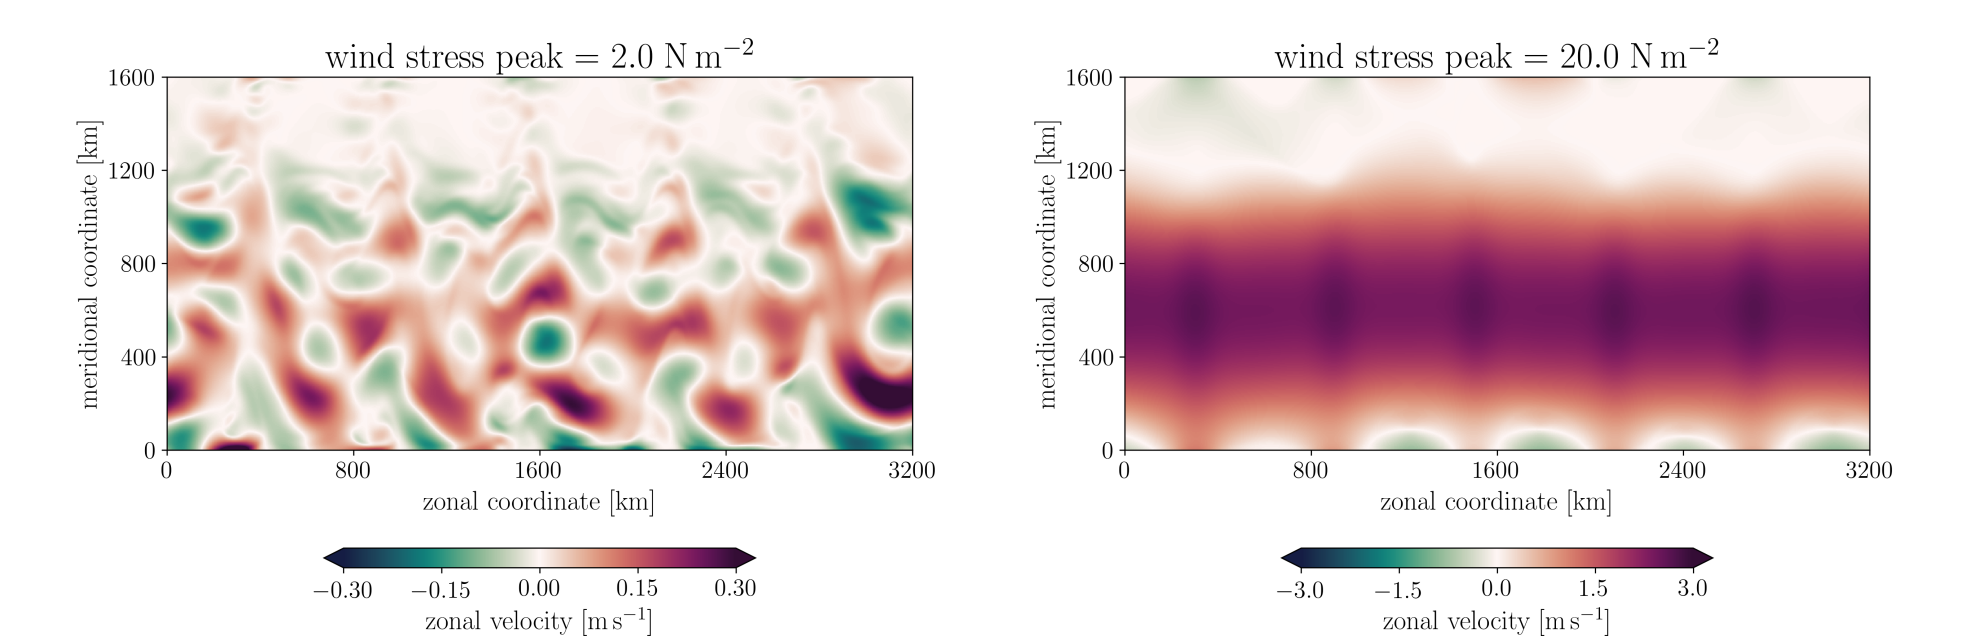 wind stress peak = 2.0 N m⁻²
1600
1200
800
400
0
meridional coordinate [km]
0 800 1600 2400 3200
zonal coordinate [km]
−0.30 −0.15 0.00 0.15 0.30
zonal velocity [m s⁻¹]
wind stress peak = 20.0 N m⁻²
1600
1200
800
400
0
meridional coordinate [km]
0 800 1600 2400 3200
zonal coordinate [km]
−3.0 −1.5 0.0 1.5 3.0
zonal velocity [m s⁻¹]